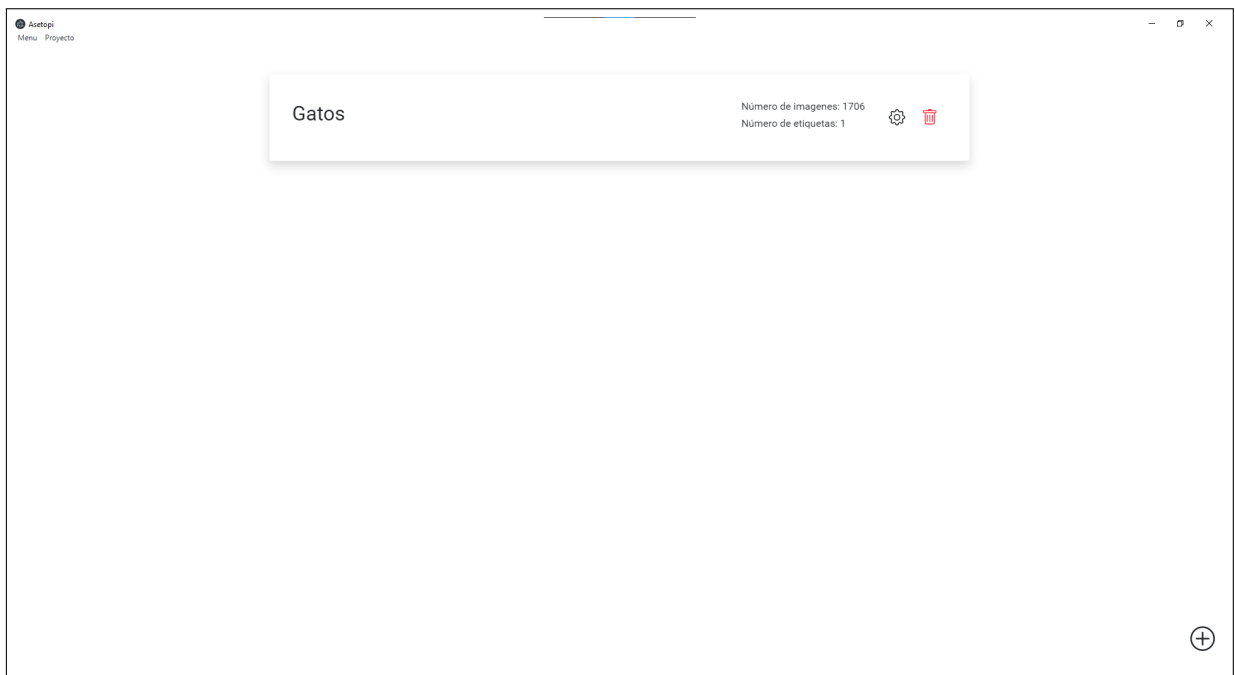 Asetopi
Menu Proyecto
Gatos
Número de imagenes: 1706
Número de etiquetas: 1